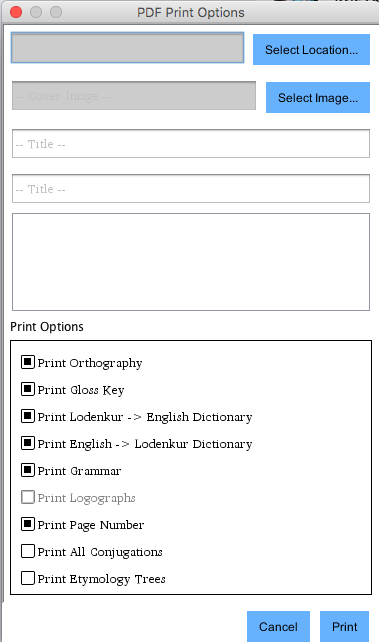 PDF Print Options
Select Location...
-- Cover Image --
Select Image...
-- Title --
-- Title --
Print Options
Print Orthography
Print Gloss Key
Print Lodenkur -> English Dictionary
Print English -> Lodenkur Dictionary
Print Grammar
Print Logographs
Print Page Number
Print All Conjugations
Print Etymology Trees
Cancel
Print